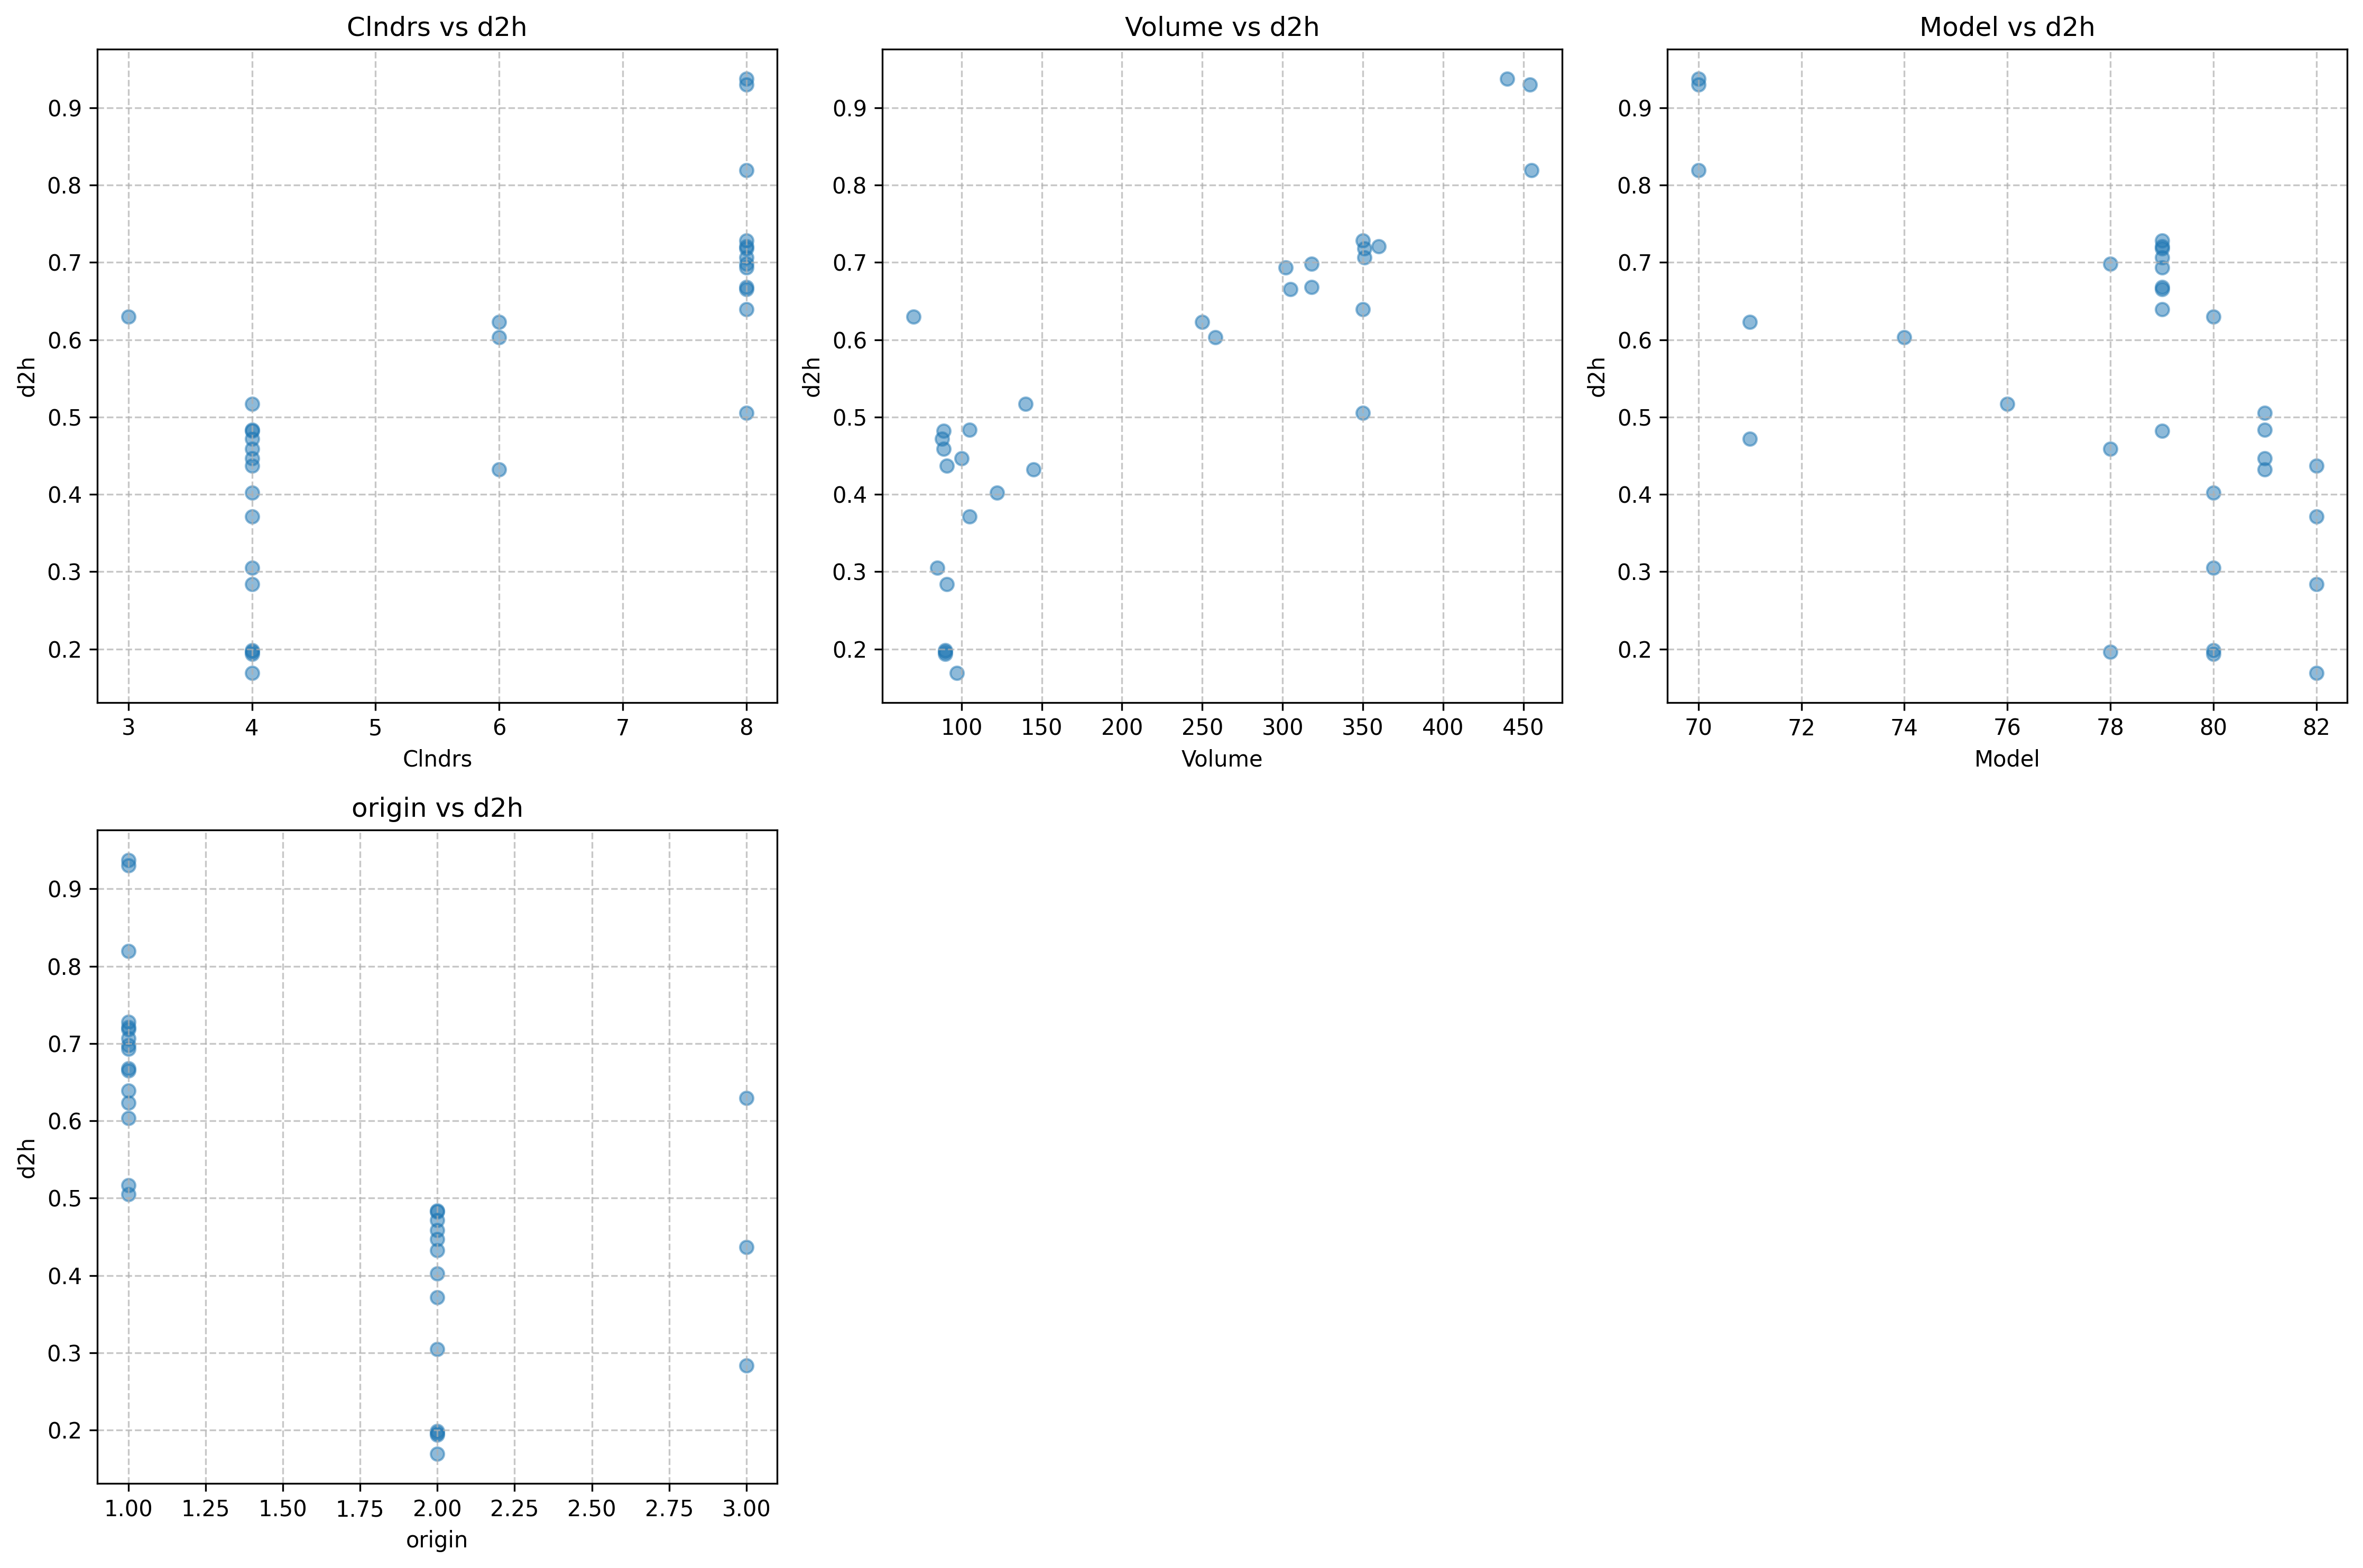 Clndrs vs d2h
Volume vs d2h
Model vs d2h
0.9
0.8
0.7
0.6
0.5
0.4
0.3
0.2
d2h
3 4 5 6 7 8
Clndrs
0.9
0.8
0.7
0.6
0.5
0.4
0.3
0.2
d2h
100 150 200 250 300 350 400 450
Volume
0.9
0.8
0.7
0.6
0.5
0.4
0.3
0.2
d2h
70 72 74 76 78 80 82
Model
origin vs d2h
0.9
0.8
0.7
0.6
0.5
0.4
0.3
0.2
d2h
1.00 1.25 1.50 1.75 2.00 2.25 2.50 2.75 3.00
origin